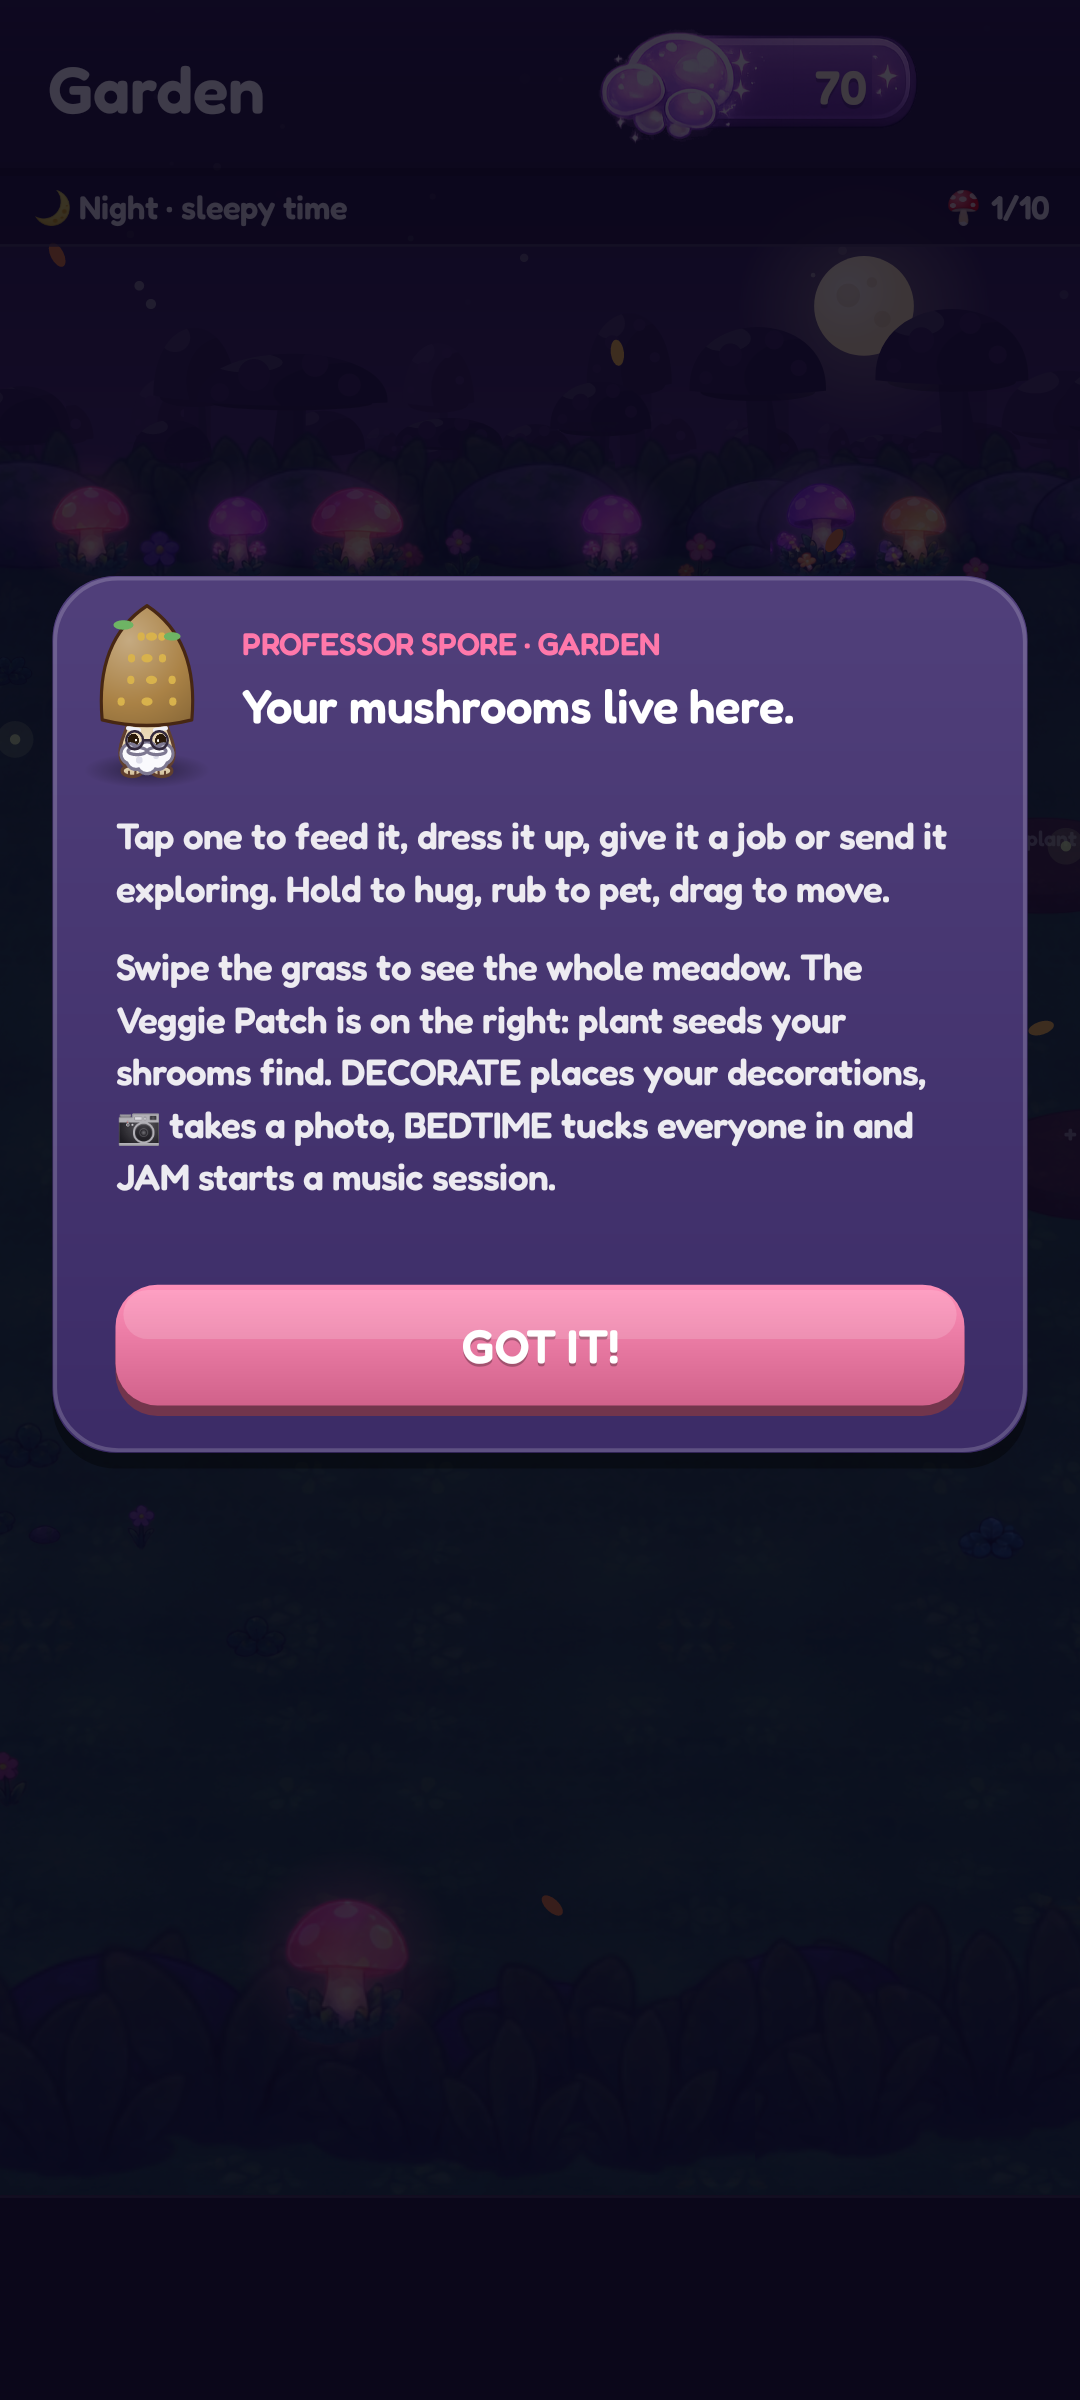 Garden
70
🌙 Night · sleepy time
🍄 1/10
PROFESSOR SPORE · GARDEN
Your mushrooms live here.
Tap one to feed it, dress it up, give it a job or send it
exploring. Hold to hug, rub to pet, drag to move.
Swipe the grass to see the whole meadow. The
Veggie Patch is on the right: plant seeds your
shrooms find. DECORATE places your decorations,
📷 takes a photo, BEDTIME tucks everyone in and
JAM starts a music session.
plant
GOT IT!